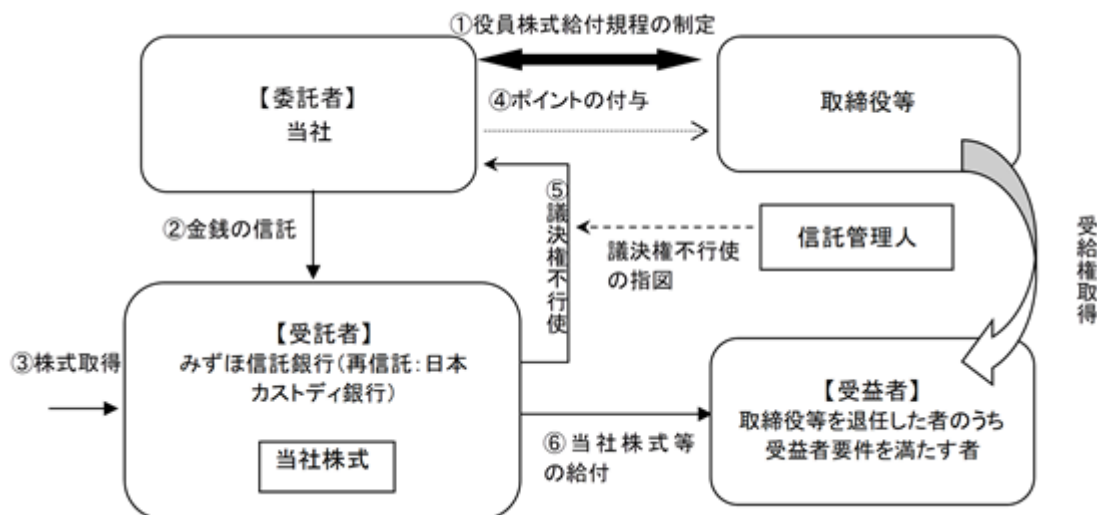 ①役員株式給付規程の制定
【委託者】
当社
④ポイントの付与
取締役等
②金銭の信託
⑤議決権不行使
議決権不行使
の指図
信託管理人
受給権取得
③株式取得
【受託者】
みずほ信託銀行(再信託:日本
カストディ銀行)
当社株式
⑥当社株式等
の給付
【受益者】
取締役等を退任した者のうち
受益者要件を満たす者